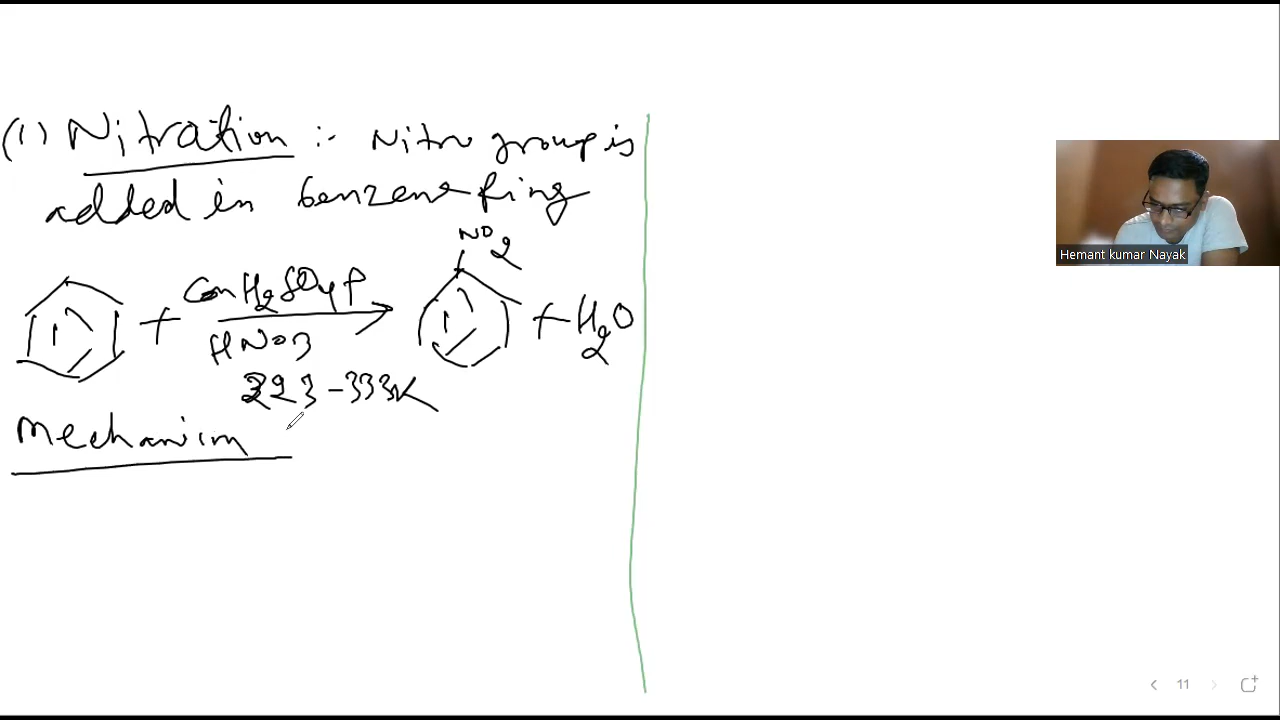 (1) Nitration :- Nitro group is
added in benzene ring
NO2
Con H2SO4 +
+ HNO3 + H2O
323-333K
Mechanism
Hemant kumar Nayak
11